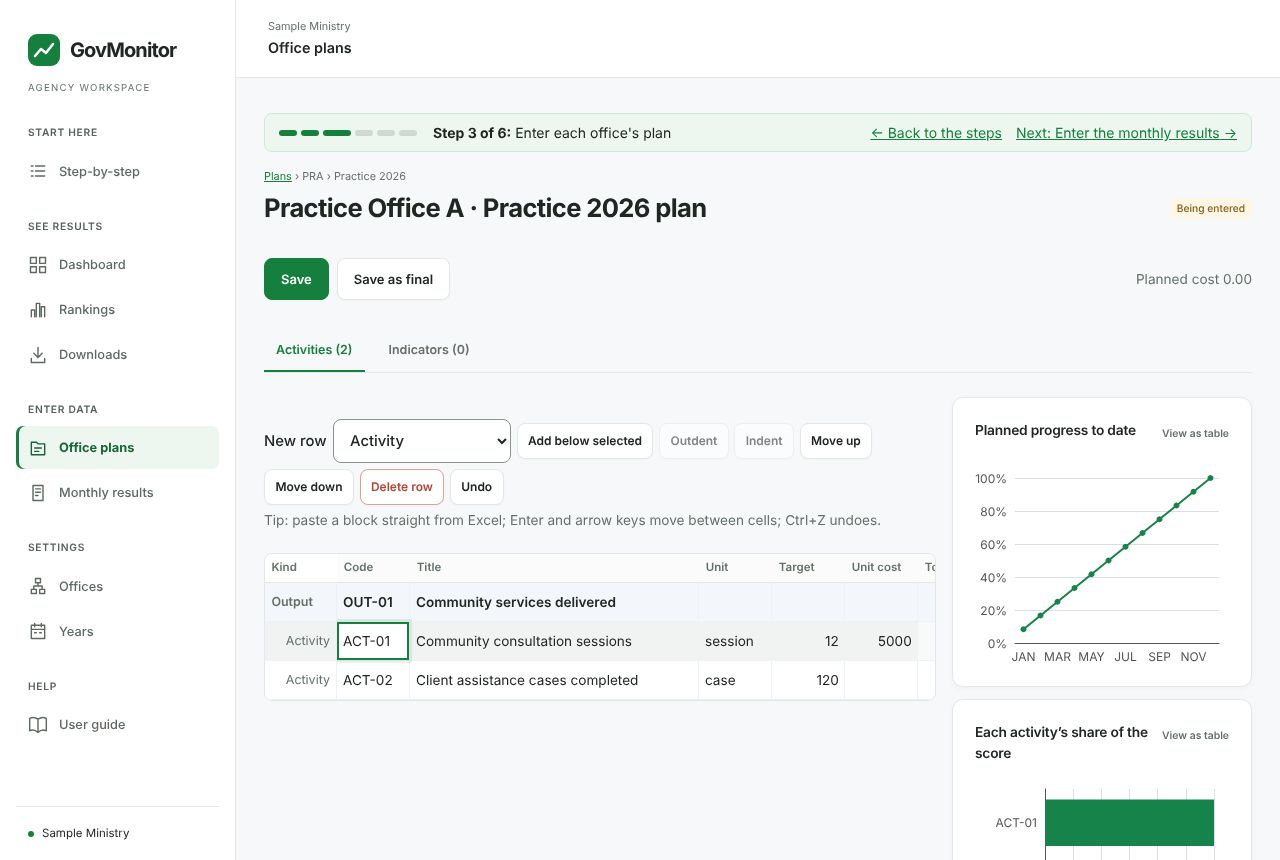 GovMonitor
AGENCY WORKSPACE
START HERE
Step-by-step
SEE RESULTS
Dashboard
Rankings
Downloads
ENTER DATA
Office plans
Monthly results
SETTINGS
Offices
Years
HELP
User guide
Sample Ministry
Sample Ministry
Office plans
Step 3 of 6: Enter each office's plan
← Back to the steps
Next: Enter the monthly results →
Plans › PRA › Practice 2026
Practice Office A · Practice 2026 plan
Being entered
Save
Save as final
Planned cost 0.00
Activities (2)
Indicators (0)
New row
Activity
Add below selected
Outdent
Indent
Move up
Move down
Delete row
Undo
Tip: paste a block straight from Excel; Enter and arrow keys move between cells; Ctrl+Z undoes.
Kind Code Title Unit Target Unit cost
Output OUT-01 Community services delivered
Activity ACT-01 Community consultation sessions session 12 5000
Activity ACT-02 Client assistance cases completed case 120
Planned progress to date
View as table
100%
80%
60%
40%
20%
0%
JAN MAR MAY JUL SEP NOV
Each activity’s share of the
score
View as table
ACT-01